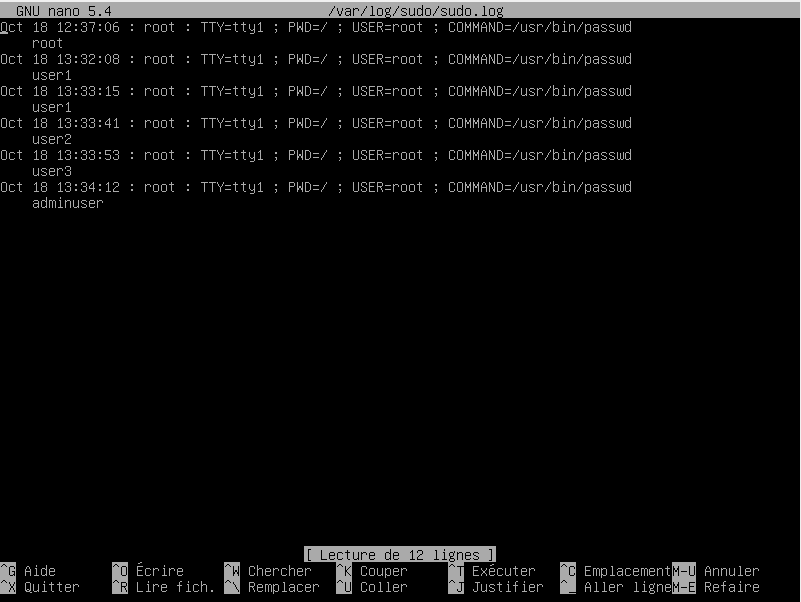 GNU nano 5.4 /var/log/sudo/sudo.log
Oct 18 12:37:06 : root : TTY=tty1 ; PWD=/ ; USER=root ; COMMAND=/usr/bin/passwd
root
Oct 18 13:32:08 : root : TTY=tty1 ; PWD=/ ; USER=root ; COMMAND=/usr/bin/passwd
user1
Oct 18 13:33:15 : root : TTY=tty1 ; PWD=/ ; USER=root ; COMMAND=/usr/bin/passwd
user1
Oct 18 13:33:41 : root : TTY=tty1 ; PWD=/ ; USER=root ; COMMAND=/usr/bin/passwd
user2
Oct 18 13:33:53 : root : TTY=tty1 ; PWD=/ ; USER=root ; COMMAND=/usr/bin/passwd
user3
Oct 18 13:34:12 : root : TTY=tty1 ; PWD=/ ; USER=root ; COMMAND=/usr/bin/passwd
adminuser
[ Lecture de 12 lignes ]
^G Aide ^O Écrire ^W Chercher ^K Couper ^T Exécuter ^C Emplacement M-U Annuler
^X Quitter ^R Lire fich. ^\ Remplacer ^U Coller ^J Justifier ^_ Aller ligne M-E Refaire